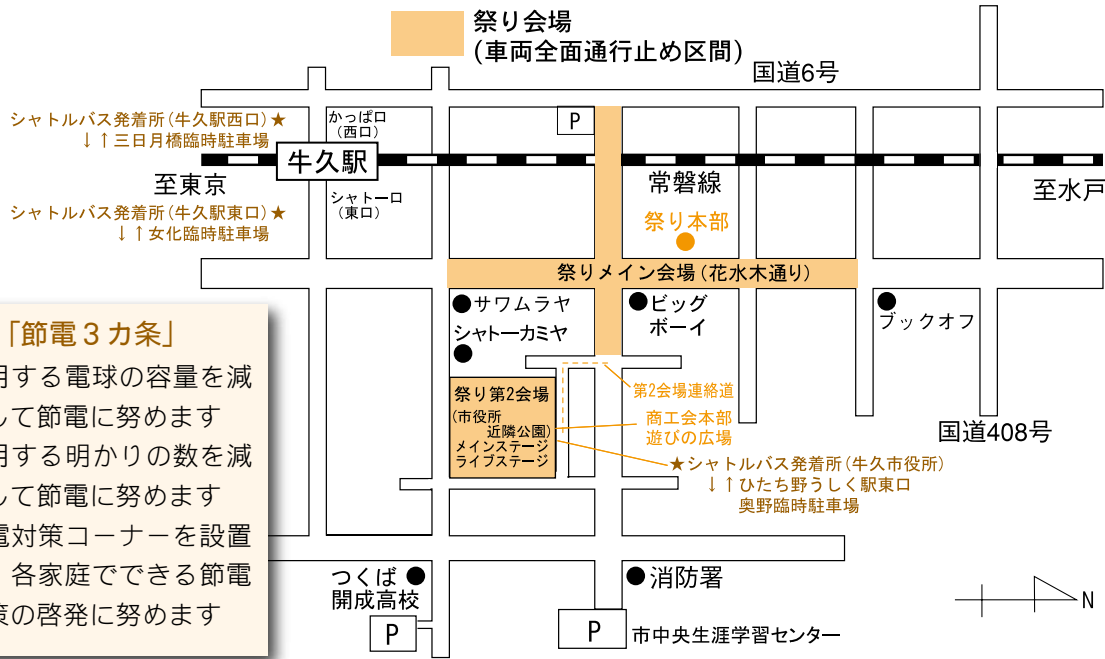 祭り会場
(車両全面通行止め区間)
国道6号
シャトルバス発着所(牛久駅西口)★
↓↑三日月橋臨時駐車場
かっぱ口
(西口)
P
牛久駅
至東京
常磐線
至水戸
シャトー口
(東口)
シャトルバス発着所(牛久駅東口)★
↓↑女化臨時駐車場
祭り本部
祭りメイン会場(花水木通り)
サワムラヤ
シャトーカミヤ
ビッグ
ボーイ
ブックオフ
「節電3カ条」
用する電球の容量を減
して節電に努めます
用する明かりの数を減
して節電に努めます
電対策コーナーを設置
、各家庭でできる節電
策の啓発に努めます
祭り第2会場
(市役所
近隣公園)
メインステージ
ライブステージ
第2会場連絡道
商工会本部
遊びの広場
国道408号
★シャトルバス発着所(牛久市役所)
↓↑ひたち野うしく駅東口
奥野臨時駐車場
つくば
開成高校
消防署
P
P
市中央生涯学習センター
N